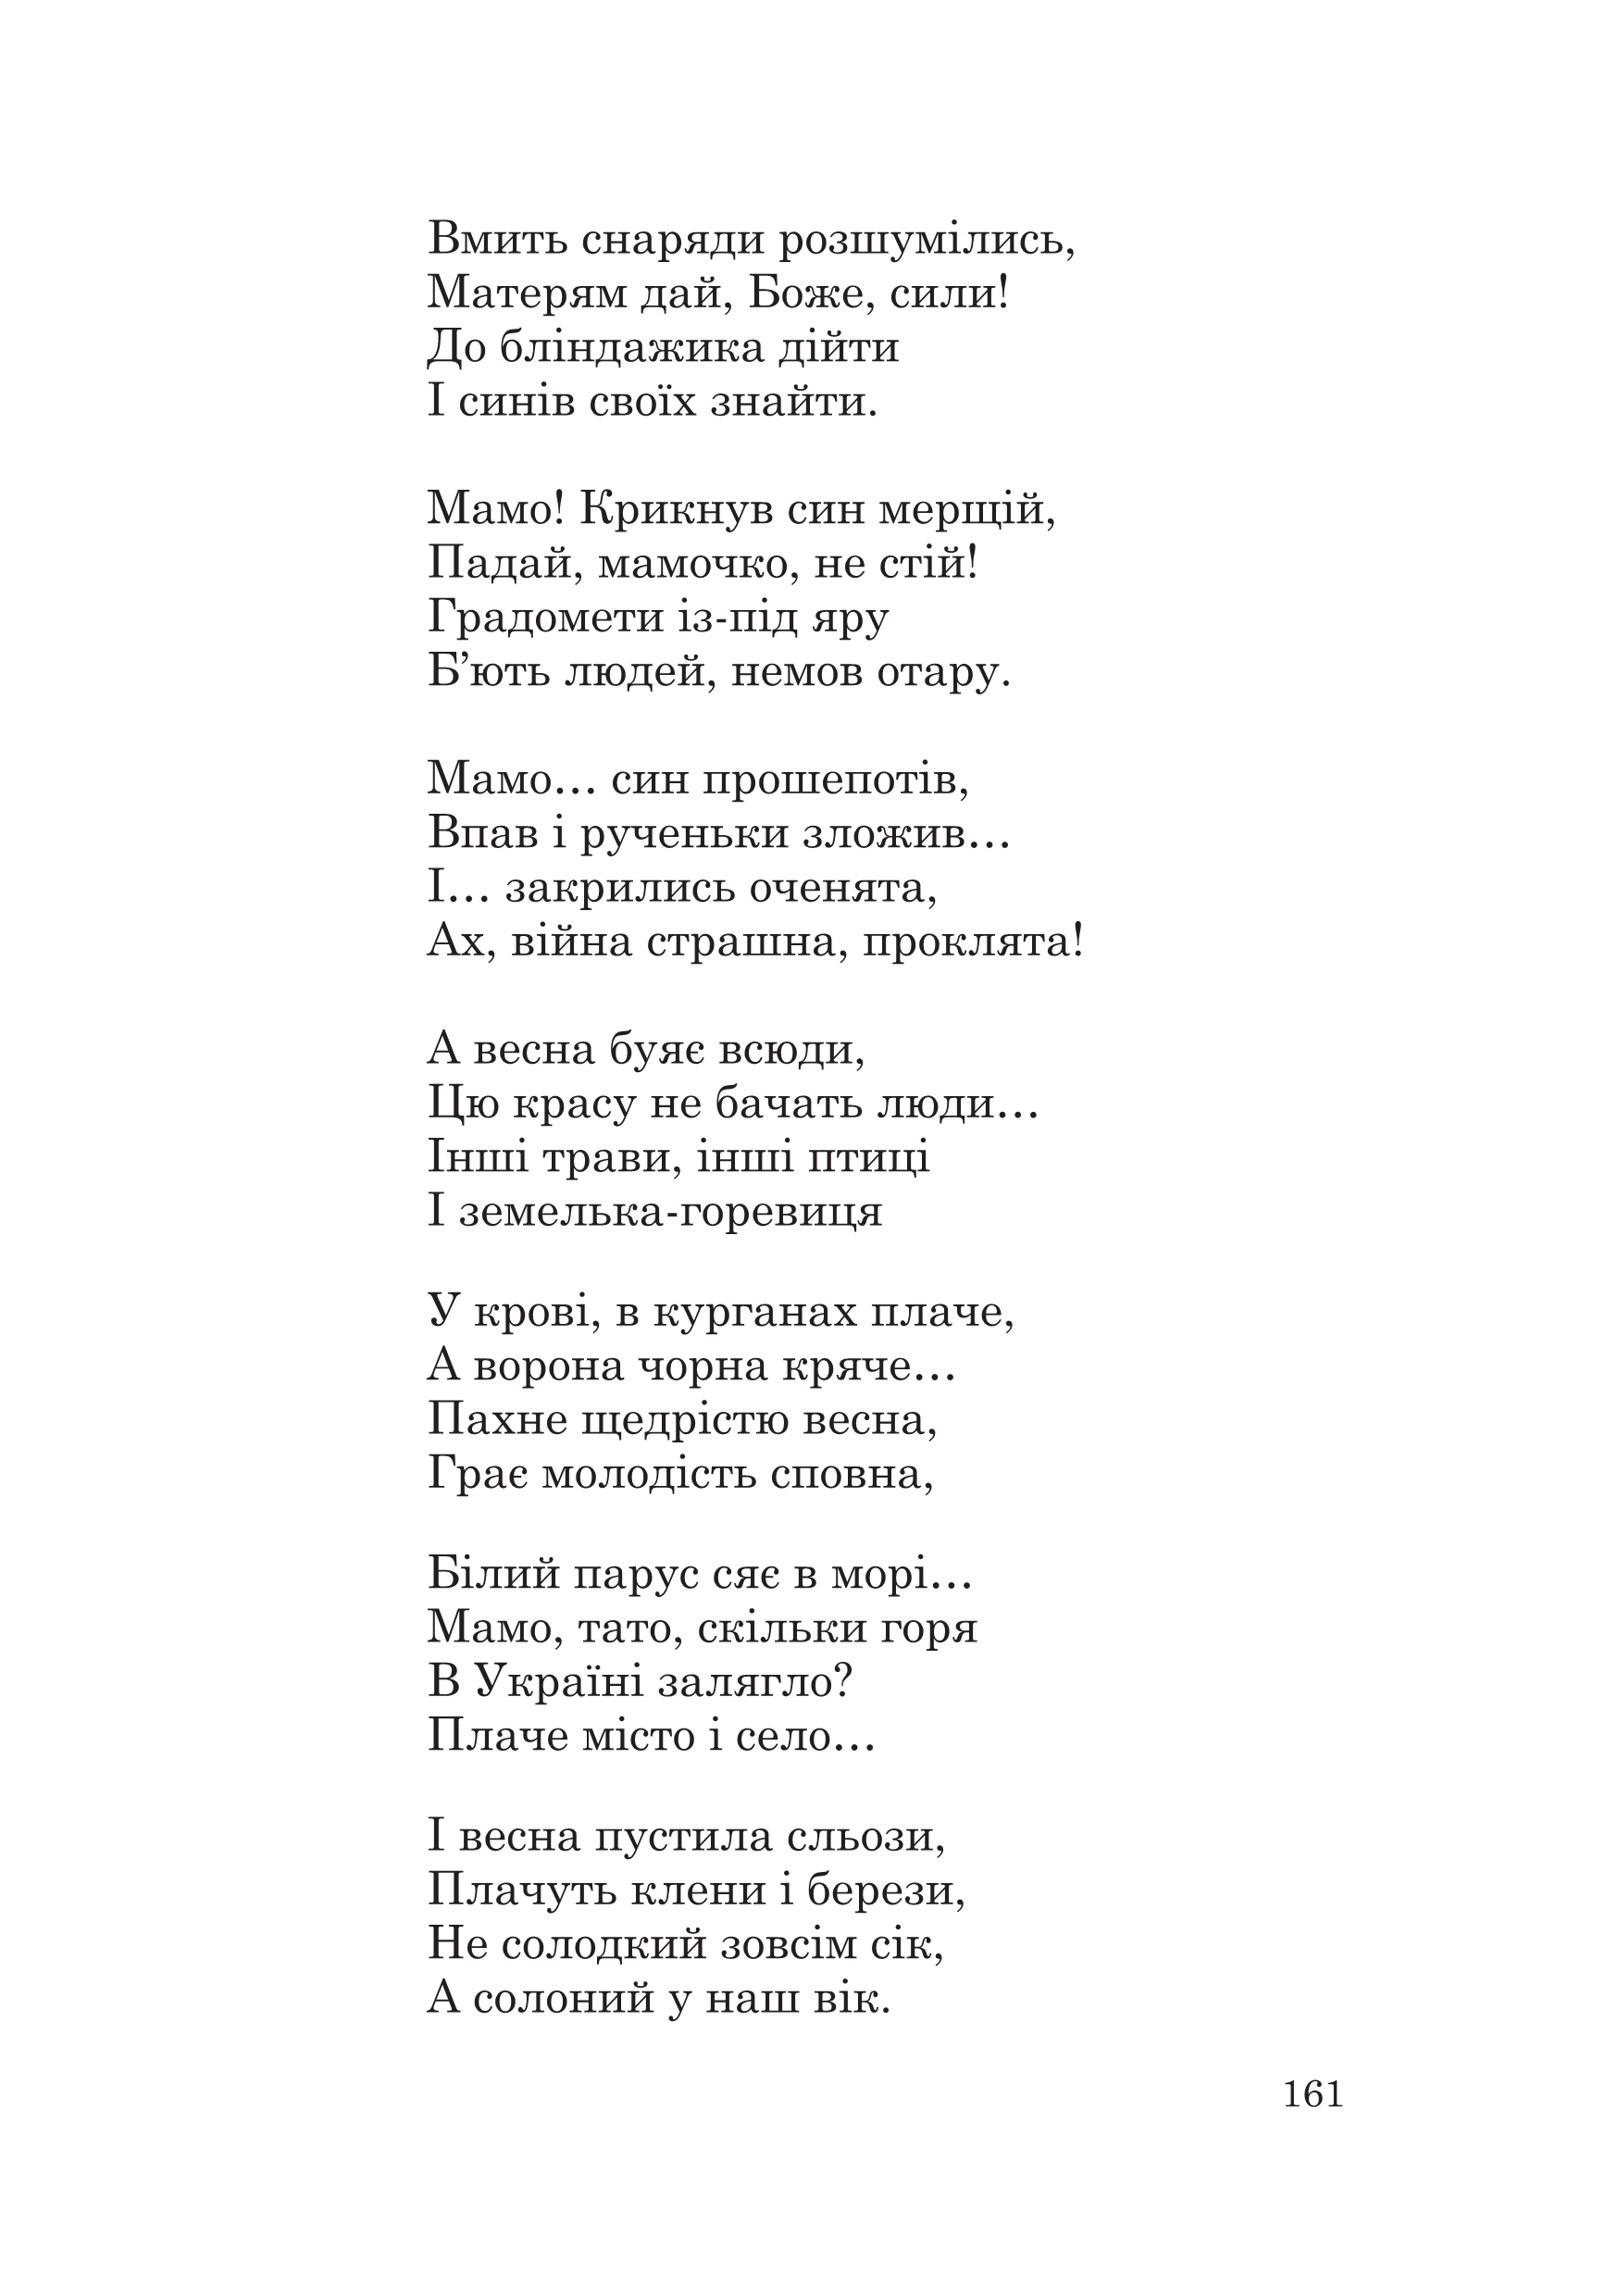 Вмить снаряди розшумілись,
Матерям дай, Боже, сили!
До бліндажика дійти
І синів своїх знайти.

Мамо! Крикнув син мерщій,
Падай, мамочко, не стій!
Градомети із-під яру
Б’ють людей, немов отару.

Мамо... син прошепотів,
Впав і рученьки зложив...
І... закрились оченята,
Ах, війна страшна, проклята!

А весна буяє всюди,
Цю красу не бачать люди...
Інші трави, інші птиці
І земелька-горевиця

У крові, в курганах плаче,
А ворона чорна кряче...
Пахне щедрістю весна,
Грає молодість сповна,

Білий парус сяє в морі...
Мамо, тато, скільки горя
В Україні залягло?
Плаче місто і село...

І весна пустила сльози,
Плачуть клени і берези,
Не солодкий зовсім сік,
А солоний у наш вік.

161